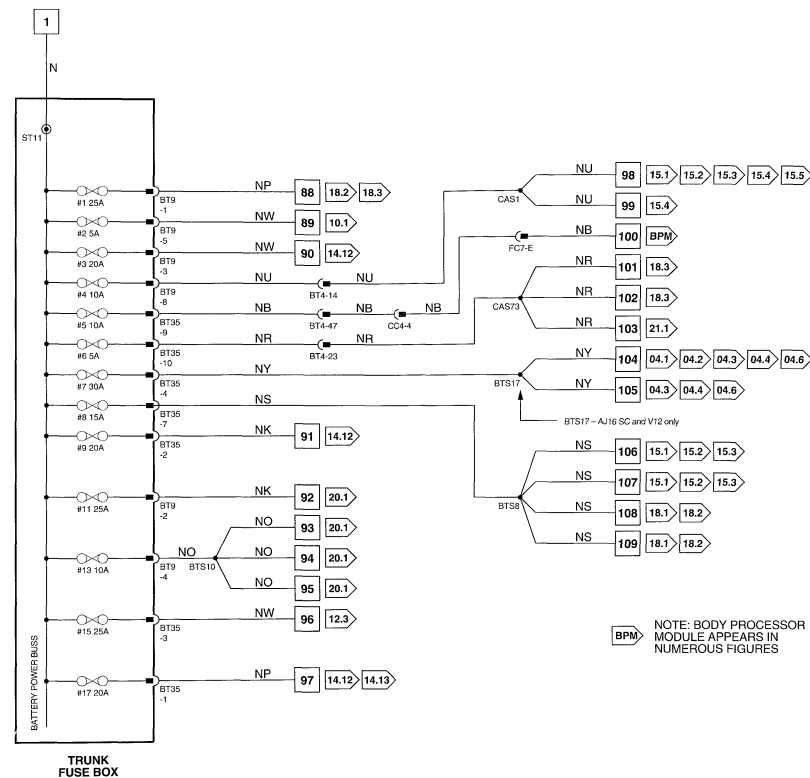 1
N
ST11
#1 25A BT9 -1 NP 88 18.2 18.3
#2 5A BT9 -5 NW 89 10.1
#3 20A BT9 -3 NW 90 14.12
#4 10A BT9 -8 NU BT4-14 NU
#5 10A BT35 -9 NB BT4-47 NB CC4-4 NB
#6 5A BT35 -10 NR BT4-23 NR
#7 30A BT35 -4 NY
#8 15A BT35 -7 NS
#9 20A BT35 -2 NK 91 14.12
#11 25A BT9 -2 NK 92 20.1
NO 93 20.1
#13 10A BT9 -4 NO BTS10 NO 94 20.1
NO 95 20.1
#15 25A BT35 -3 NW 96 12.3
#17 20A BT35 -1 NP 97 14.12 14.13
BATTERY POWER BUSS
TRUNK
FUSE BOX
CAS1
NU 98 15.1 15.2 15.3 15.4 15.5
NU 99 15.4
FC7-E NB 100 BPM
CAS73
NR 101 18.3
NR 102 18.3
NR 103 21.1
BTS17
NY 104 04.1 04.2 04.3 04.4 04.6
NY 105 04.3 04.4 04.6
BTS17 – AJ16 SC and V12 only
BTS8
NS 106 15.1 15.2 15.3
NS 107 15.1 15.2 15.3
NS 108 18.1 18.2
NS 109 18.1 18.2
BPM
NOTE: BODY PROCESSOR
MODULE APPEARS IN
NUMEROUS FIGURES